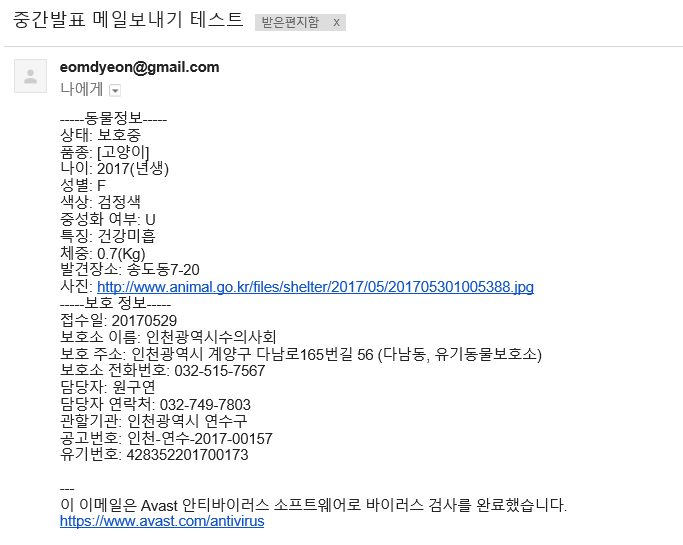 중간발표 메일보내기 테스트 받은편지함 x
eomdyeon@gmail.com
나에게
-----동물정보-----
상태: 보호중
품종: [고양이]
나이: 2017(년생)
성별: F
색상: 검정색
중성화 여부: U
특징: 건강미흡
체중: 0.7(Kg)
발견장소: 송도동7-20
사진: http://www.animal.go.kr/files/shelter/2017/05/201705301005388.jpg
-----보호 정보-----
접수일: 20170529
보호소 이름: 인천광역시수의사회
보호 주소: 인천광역시 계양구 다남로165번길 56 (다남동, 유기동물보호소)
보호소 전화번호: 032-515-7567
담당자: 원구연
담당자 연락처: 032-749-7803
관할기관: 인천광역시 연수구
공고번호: 인천-연수-2017-00157
유기번호: 428352201700173
---
이 이메일은 Avast 안티바이러스 소프트웨어로 바이러스 검사를 완료했습니다.
https://www.avast.com/antivirus